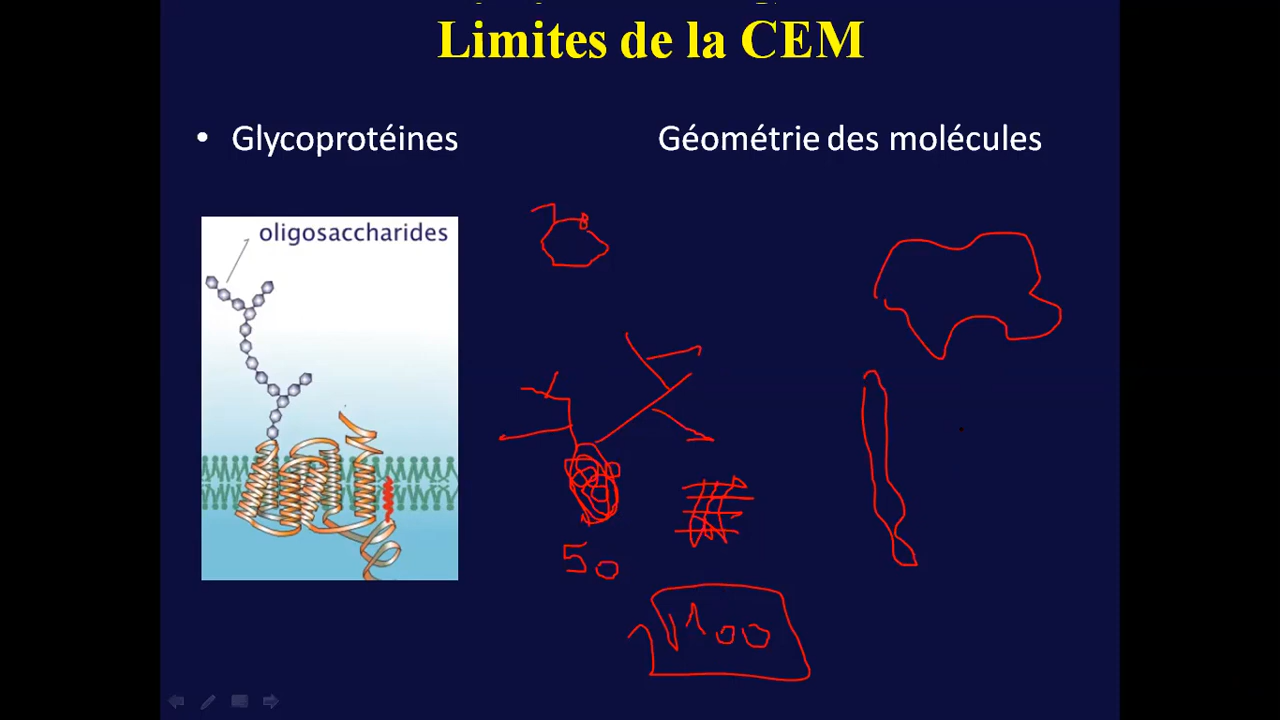 Limites de la CEM
• Glycoprotéines
Géométrie des molécules
oligosaccharides
50
100